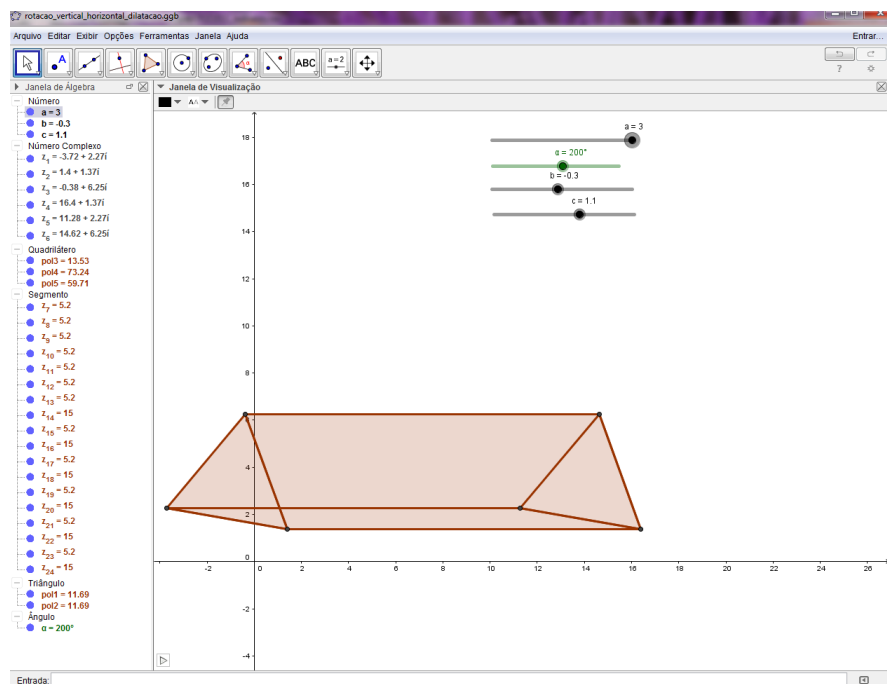 rotacao_vertical_horizontal_dilatacao.ggb
Arquivo Editar Exibir Opções Ferramentas Janela Ajuda
Entrar...
A
α
ABC
a=2
?
Janela de Álgebra
Janela de Visualização
AA
Número
a = 3
b = -0.3
c = 1.1
Número Complexo
z1 = -3.72 + 2.27í
z2 = 1.4 + 1.37í
z3 = -0.38 + 6.25í
z4 = 16.4 + 1.37í
z5 = 11.28 + 2.27í
z6 = 14.62 + 6.25í
Quadrilátero
pol3 = 13.53
pol4 = 73.24
pol5 = 59.71
Segmento
z7 = 5.2
z8 = 5.2
z9 = 5.2
z10 = 5.2
z11 = 5.2
z12 = 5.2
z13 = 5.2
z14 = 15
z15 = 5.2
z16 = 15
z17 = 5.2
z18 = 15
z19 = 5.2
z20 = 15
z21 = 5.2
z22 = 15
z23 = 5.2
z24 = 15
Triângulo
pol1 = 11.69
pol2 = 11.69
Ângulo
α = 200°
a = 3
α = 200°
b = -0.3
c = 1.1
18
16
14
12
10
8
6
4
2
0
-2
-4
-2 0 2 4 6 8 10 12 14 16 18 20 22 24 26
Entrada: